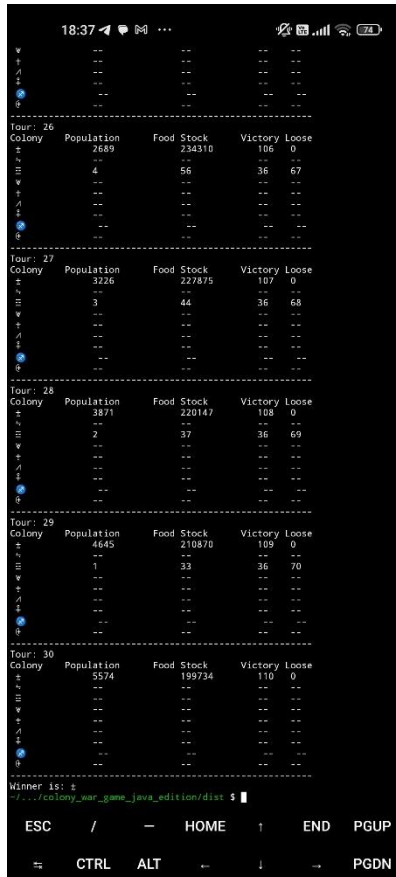 18:37
74
-- -- -- --
-- -- -- --
-- -- -- --
-- -- -- --
♐ -- -- -- --
-- -- -- --
--------------------------------------------------
Tour: 26
Colony Population Food Stock Victory Loose
± 2689 234310 106 0
-- -- -- --
4 56 36 67
-- -- -- --
-- -- -- --
-- -- -- --
-- -- -- --
♐ -- -- -- --
-- -- -- --
--------------------------------------------------
Tour: 27
Colony Population Food Stock Victory Loose
± 3226 227875 107 0
-- -- -- --
3 44 36 68
-- -- -- --
-- -- -- --
-- -- -- --
-- -- -- --
♐ -- -- -- --
-- -- -- --
--------------------------------------------------
Tour: 28
Colony Population Food Stock Victory Loose
± 3871 220147 108 0
-- -- -- --
2 37 36 69
-- -- -- --
-- -- -- --
-- -- -- --
-- -- -- --
♐ -- -- -- --
-- -- -- --
--------------------------------------------------
Tour: 29
Colony Population Food Stock Victory Loose
± 4645 210870 109 0
-- -- -- --
1 33 36 70
-- -- -- --
-- -- -- --
-- -- -- --
-- -- -- --
♐ -- -- -- --
-- -- -- --
--------------------------------------------------
Tour: 30
Colony Population Food Stock Victory Loose
± 5574 199734 110 0
-- -- -- --
-- -- -- --
-- -- -- --
-- -- -- --
-- -- -- --
-- -- -- --
♐ -- -- -- --
-- -- -- --
--------------------------------------------------
Winner is: ±
~/.../colony_war_game_java_edition/dist $
ESC / — HOME ↑ END PGUP
⇆ CTRL ALT ← ↓ → PGDN